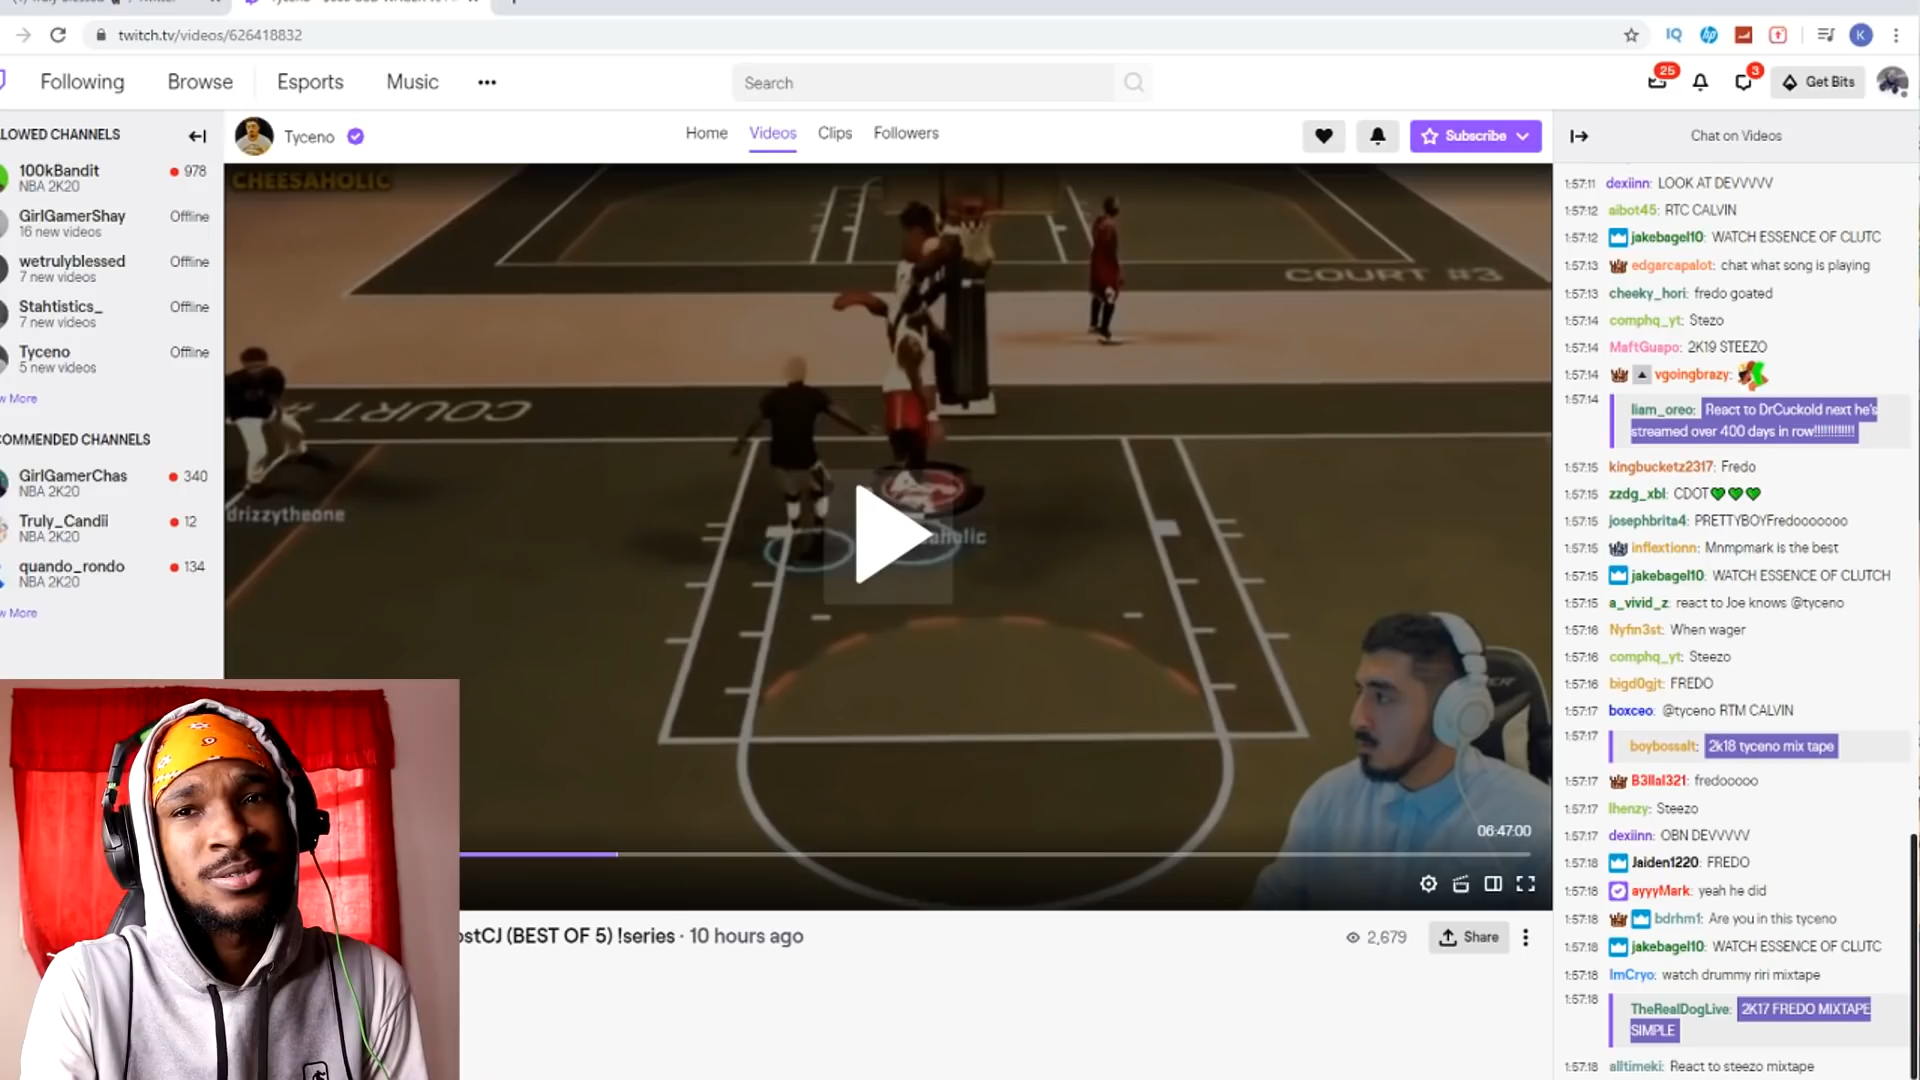 twitch.tv/videos/626418832
IQ
K
Following
Browse
Esports
Music
Search
25
3
Get Bits
LOWED CHANNELS
100kBandit
978
NBA 2K20
GirlGamerShay
Offline
16 new videos
wetrulyblessed
Offline
7 new videos
Stahtistics_
Offline
7 new videos
Tyceno
Offline
5 new videos
w More
OMMENDED CHANNELS
GirlGamerChas
340
NBA 2K20
Truly_Candii
12
NBA 2K20
quando_rondo
134
NBA 2K20
w More
Tyceno
Home
Videos
Clips
Followers
Subscribe
CHEESAHOLIC
COURT #3
COURT #
drizzytheone
aholic
06:47:00
ostCJ (BEST OF 5) !series · 10 hours ago
2,679
Share
Chat on Videos
1:57:11 dexiinn: LOOK AT DEVVVVV
1:57:12 aibot45: RTC CALVIN
1:57:12 jakebagel10: WATCH ESSENCE OF CLUTC
1:57:13 edgarcapalot: chat what song is playing
1:57:13 cheeky_hori: fredo goated
1:57:14 comphq_yt: Stezo
1:57:14 MaftGuapo: 2K19 STEEZO
1:57:14 vgoingbrazy:
1:57:14 liam_oreo: React to DrCuckold next he's
streamed over 400 days in row!!!!!!!!!!!!
1:57:15 kingbucketz2317: Fredo
1:57:15 zzdg_xbl: CDOT💚💚💚
1:57:15 josephbrita4: PRETTYBOYFredooooooo
1:57:15 inflextionn: Mnmpmark is the best
1:57:15 jakebagel10: WATCH ESSENCE OF CLUTCH
1:57:15 a_vivid_z: react to Joe knows @tyceno
1:57:16 Nyfin3st: When wager
1:57:16 comphq_yt: Steezo
1:57:16 bigd0gjt: FREDO
1:57:17 boxceo: @tyceno RTM CALVIN
1:57:17 boybossalt: 2k18 tyceno mix tape
1:57:17 B3llal321: fredooooo
1:57:17 lhenzy: Steezo
1:57:17 dexiinn: OBN DEVVVVV
1:57:18 Jaiden1220: FREDO
1:57:18 ayyyMark: yeah he did
1:57:18 bdrhm1: Are you in this tyceno
1:57:18 jakebagel10: WATCH ESSENCE OF CLUTC
1:57:18 ImCryo: watch drummy riri mixtape
1:57:18 TheRealDogLive: 2K17 FREDO MIXTAPE
SIMPLE
1:57:18 alltimeki: React to steezo mixtape